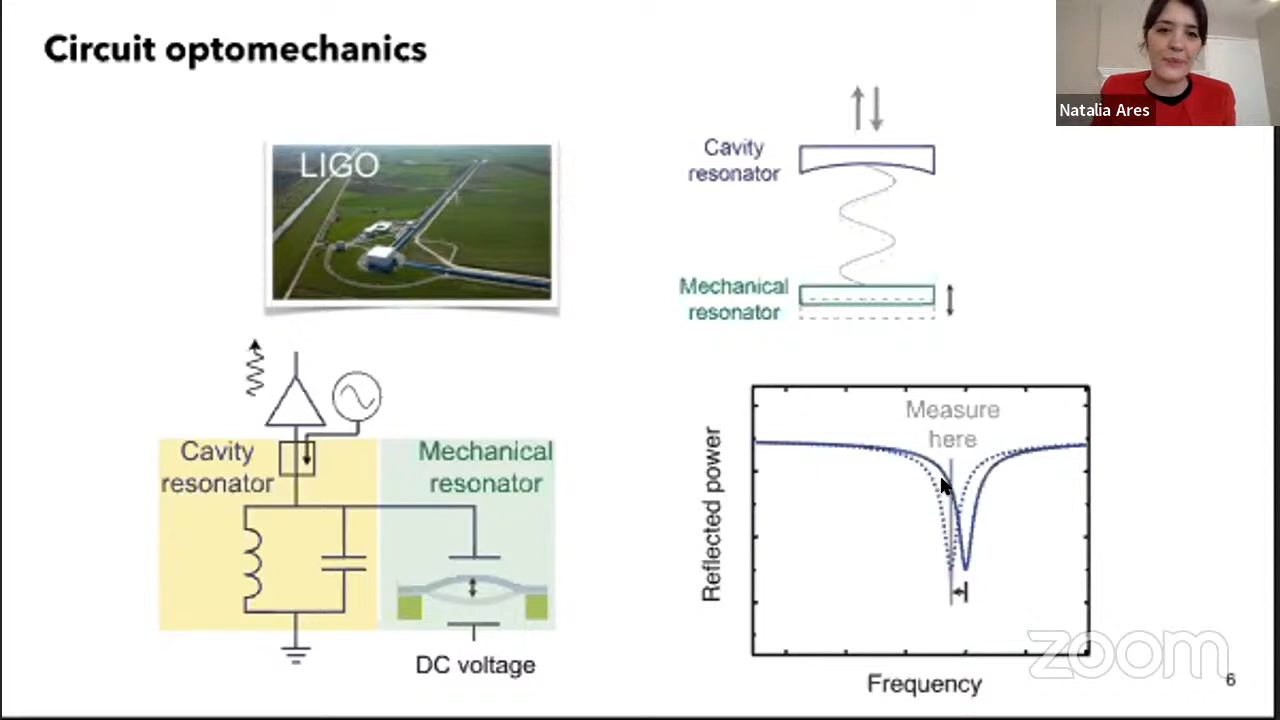 Circuit optomechanics
Natalia Ares
LIGO
Cavity
resonator
Mechanical
resonator
Cavity
resonator
Mechanical
resonator
DC voltage
Measure
here
Reflected power
Frequency
zoom
6